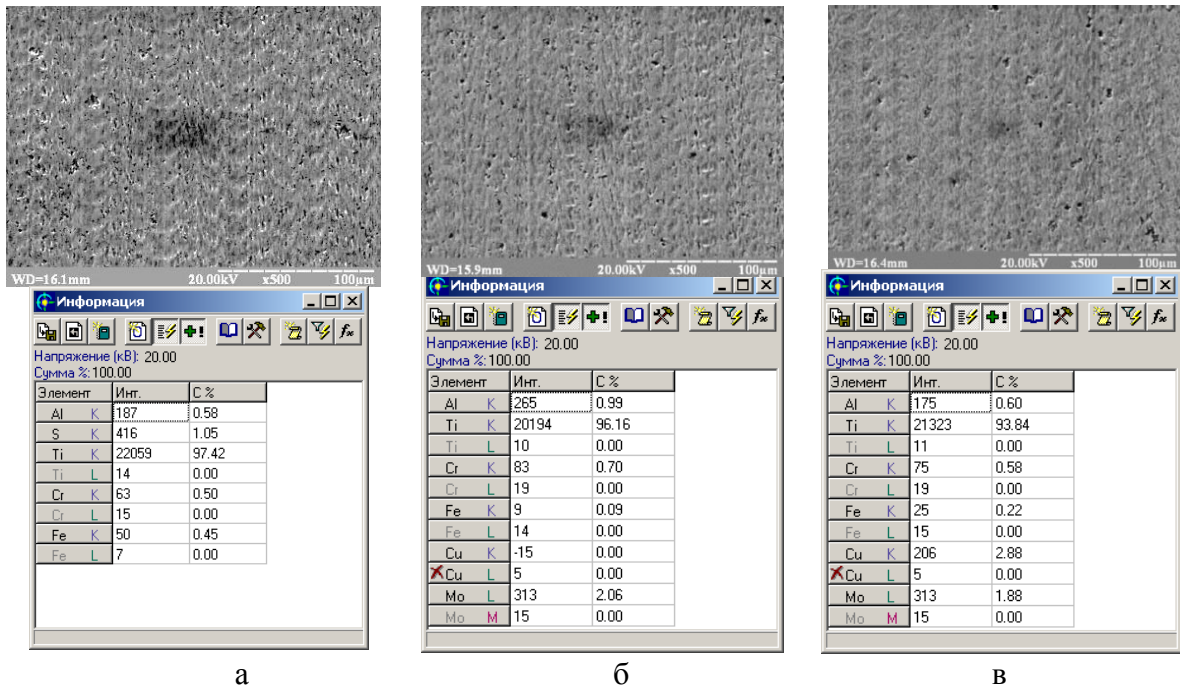 WD=16.1mm 20.00kV x500 100µm
Информация
Напряжение (кВ): 20.00
Сумма %: 100.00
Элемент Инт. C %
Al K 187 0.58
S K 416 1.05
Ti K 22059 97.42
Ti L 14 0.00
Cr K 63 0.50
Cr L 15 0.00
Fe K 50 0.45
Fe L 7 0.00
а
WD=15.9mm 20.00kV x500 100µm
Информация
Напряжение (кВ): 20.00
Сумма %: 100.00
Элемент Инт. C %
Al K 265 0.99
Ti K 20194 96.16
Ti L 10 0.00
Cr K 83 0.70
Cr L 19 0.00
Fe K 9 0.09
Fe L 14 0.00
Cu K -15 0.00
Cu L 5 0.00
Mo L 313 2.06
Mo M 15 0.00
б
WD=16.4mm 20.00kV x500 100µm
Информация
Напряжение (кВ): 20.00
Сумма %: 100.00
Элемент Инт. C %
Al K 175 0.60
Ti K 21323 93.84
Ti L 11 0.00
Cr K 75 0.58
Cr L 19 0.00
Fe K 25 0.22
Fe L 15 0.00
Cu K 206 2.88
Cu L 5 0.00
Mo L 313 1.88
Mo M 15 0.00
в